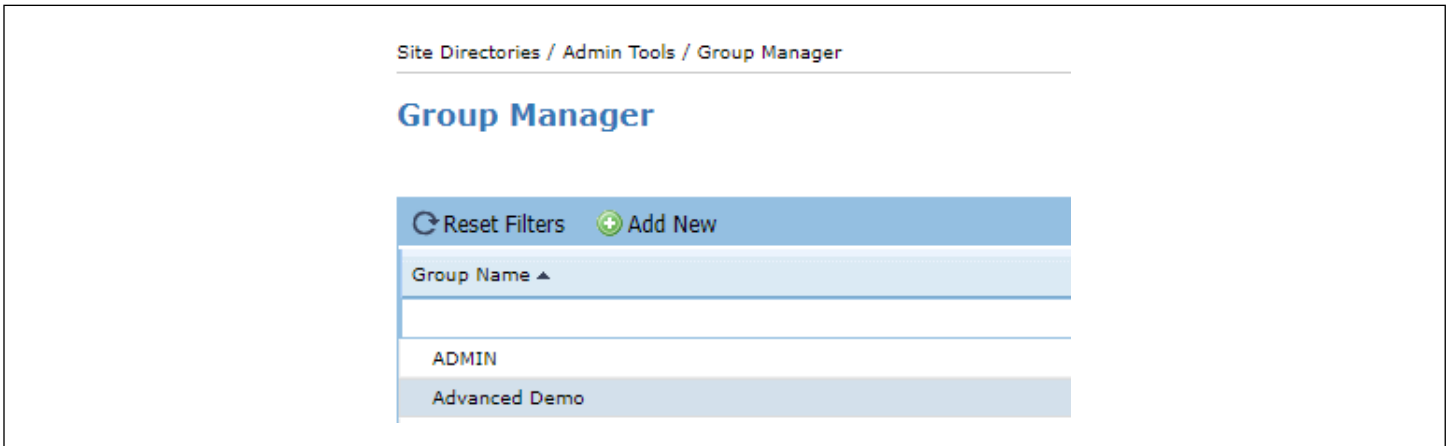 Site Directories / Admin Tools / Group Manager
Group Manager
Reset Filters Add New
Group Name
ADMIN
Advanced Demo